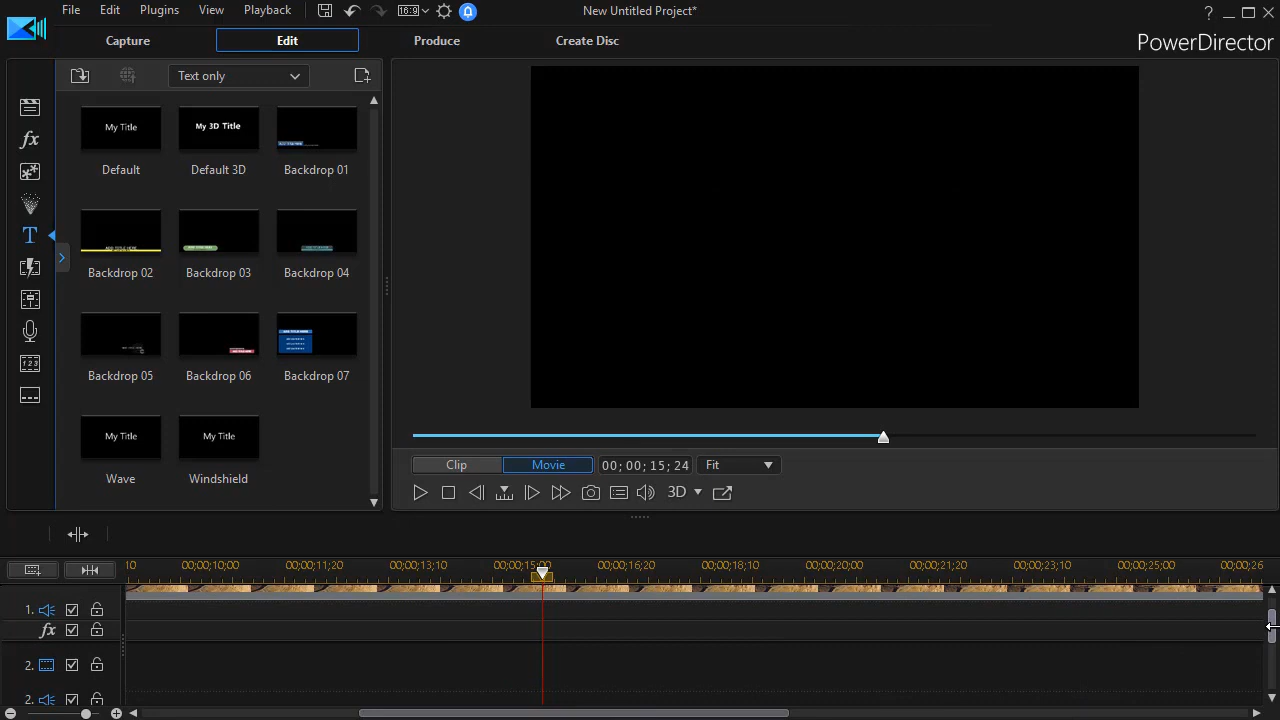 File Edit Plugins View Playback 16:9 New Untitled Project* ?
Capture Edit Produce Create Disc PowerDirector
Text only
My Title My 3D Title
Default Default 3D Backdrop 01
Backdrop 02 Backdrop 03 Backdrop 04
Backdrop 05 Backdrop 06 Backdrop 07
My Title My Title
Wave Windshield
fx
T
Clip Movie 00; 00; 15; 24 Fit
3D
10 00;00;10;00 00;00;11;20 00;00;13;10 00;00;15;00 00;00;16;20 00;00;18;10 00;00;20;00 00;00;21;20 00;00;23;10 00;00;25;00 00;00;26
1.
fx
2.
2.